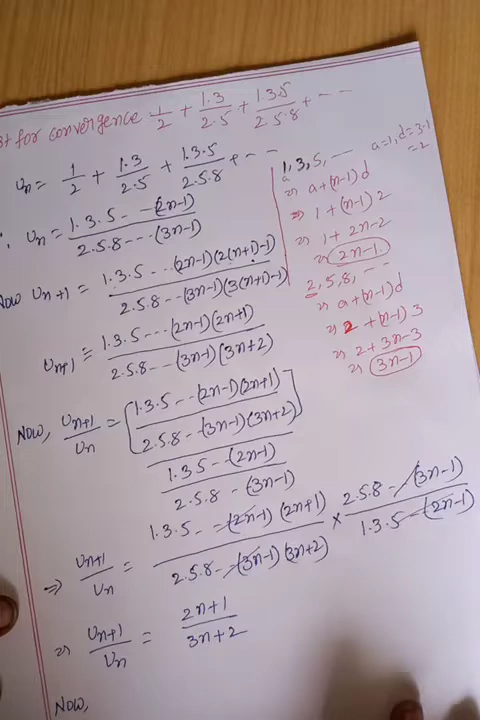 for convergence 1/2 + 1.3/2.5 + 1.3.5/2.5.8 + - - -
Un = 1/2 + 1.3/2.5 + 1.3.5/2.5.8 + - - -
∴ Un = 1.3.5 - - - (2n-1) / 2.5.8 - - - (3n-1)
Now Un+1 = 1.3.5 - - - (2n-1)(2(n+1)-1) / 2.5.8 - - - (3n-1)(3(n+1)-1)
Un+1 = 1.3.5 - - - (2n-1)(2n+1) / 2.5.8 - - - (3n-1)(3n+2)
Now, Un+1/Un = [1.3.5 - - - (2n-1)(2n+1) / 2.5.8 - - - (3n-1)(3n+2)] / 1.3.5 - - - (2n-1) / 2.5.8 - - (3n-1)
⇒ Un+1/Un = 1.3.5 - - - (2n-1)(2n+1) / 2.5.8 - - (3n-1)(3n+2) × 2.5.8 - - (3n-1) / 1.3.5 - - (2n-1)
⇒ Un+1/Un = 2n+1 / 3n+2
Now,
1, 3, 5, - - - a=1, d=3-1
=2
a
⇒ a+(n-1)d
⇒ 1+(n-1)2
⇒ 1+2n-2
⇒ 2n-1
2,5,8, - - -
⇒ a+(n-1)d
⇒ 2+(n-1)3
⇒ 2+3n-3
⇒ 3n-1